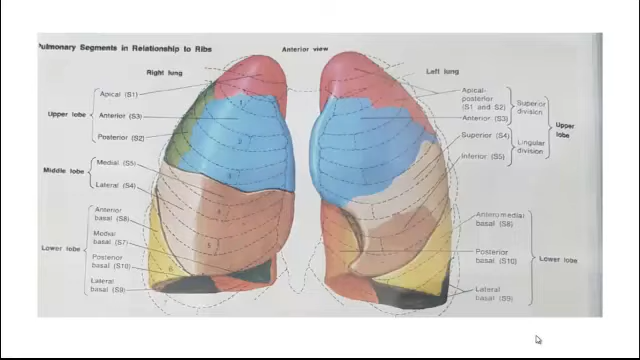 Pulmonary Segments in Relationship to Ribs
Anterior view
Right lung
Left lung
Apical (S1)
Upper lobe
Anterior (S3)
Posterior (S2)
Middle lobe
Medial (S5)
Lateral (S4)
Anterior
basal (S8)
Medial
basal (S7)
Lower lobe
Posterior
basal (S10)
Lateral
basal (S9)
Apical-
posterior
(S1 and S2)
Superior
division
Anterior (S3)
Upper
lobe
Superior (S4)
Lingular
division
Inferior (S5)
Anteromedial
basal (S8)
Posterior
basal (S10)
Lower lobe
Lateral
basal (S9)